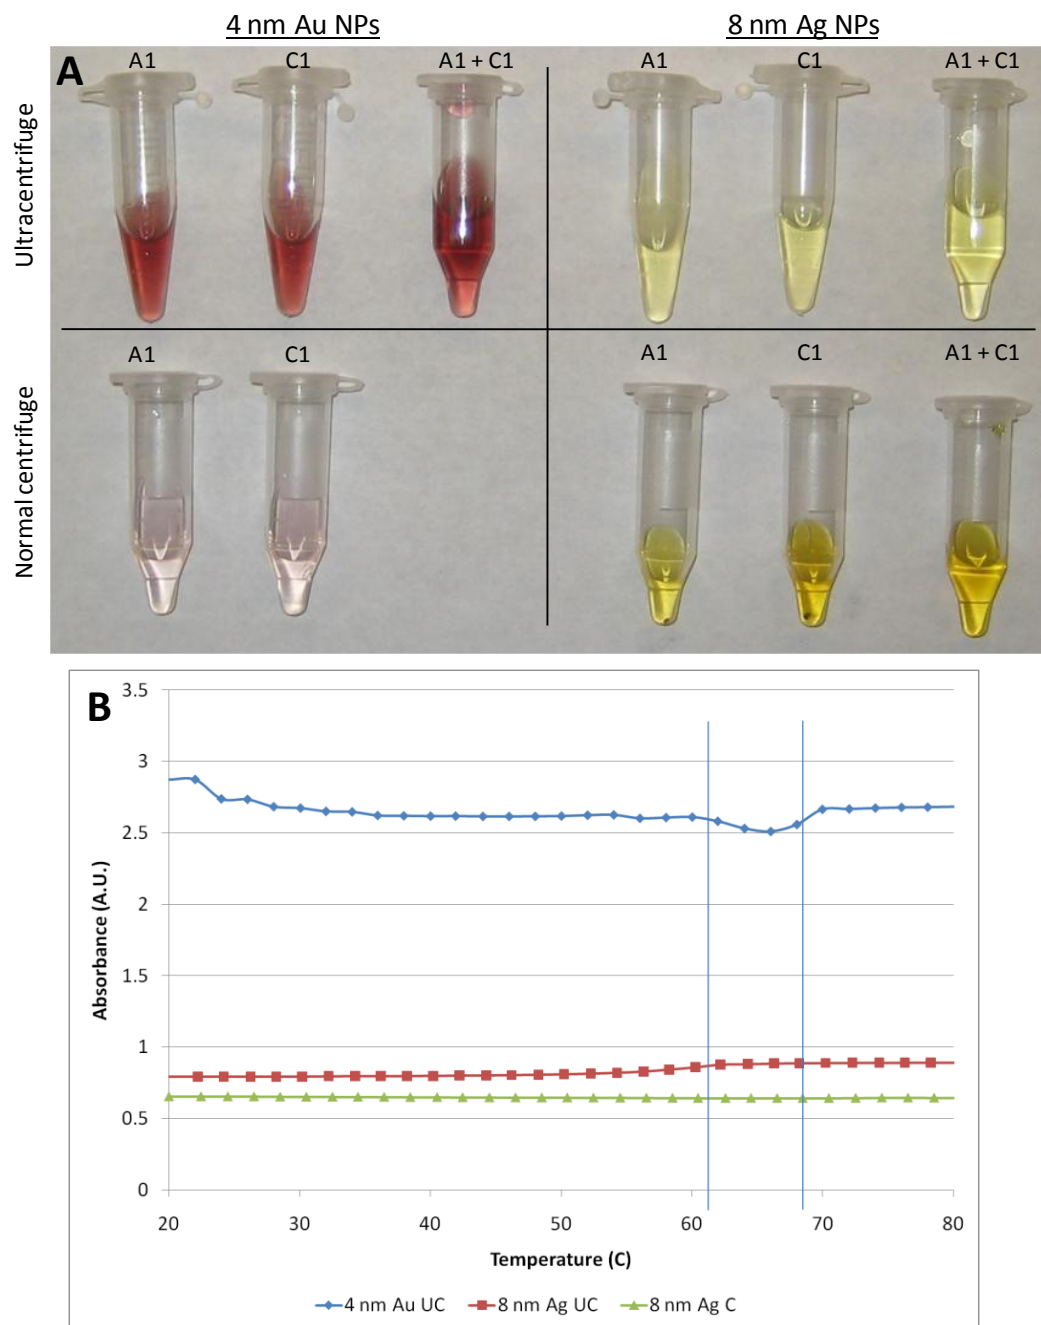 4 nm Au NPs
8 nm Ag NPs
A
A1
C1
A1 + C1
A1
C1
A1 + C1
Ultracentrifuge
A1
C1
A1
C1
A1 + C1
Normal centrifuge
B
3.5
3
2.5
2
1.5
1
0.5
0
Absorbance (A.U.)
20 30 40 50 60 70 80
Temperature (C)
4 nm Au UC 8 nm Ag UC 8 nm Ag C